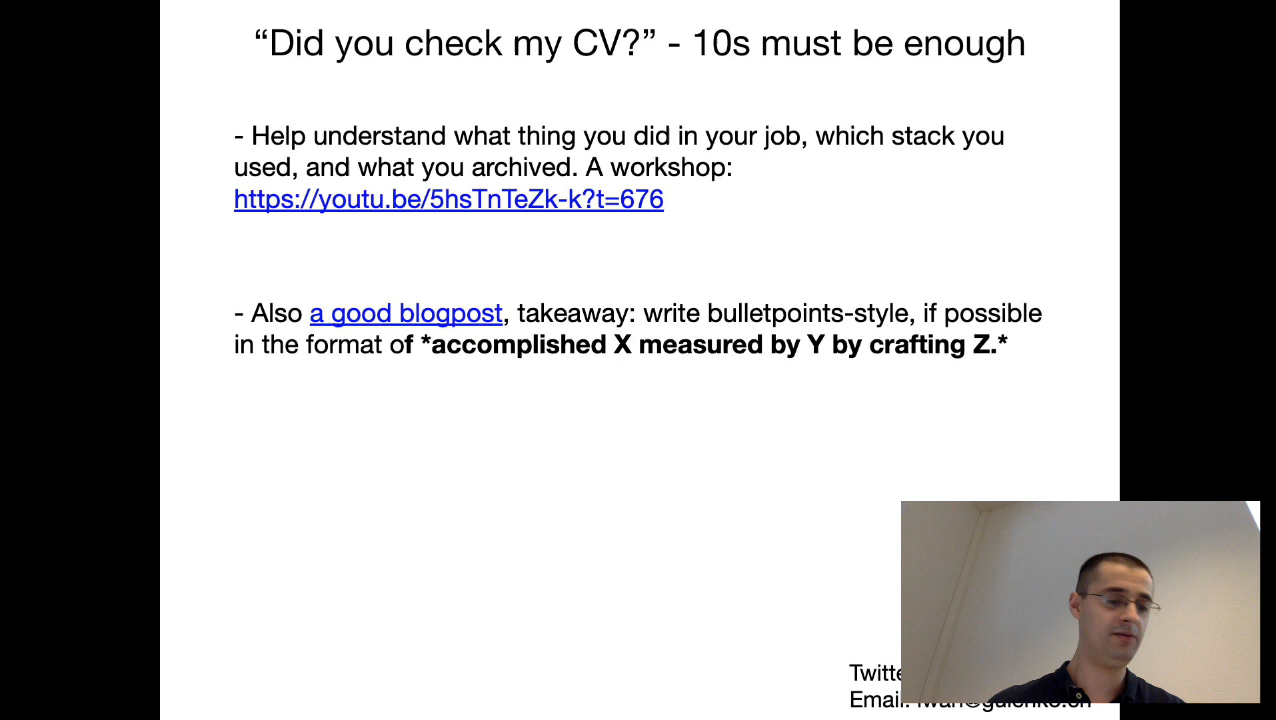 “Did you check my CV?” - 10s must be enough
- Help understand what thing you did in your job, which stack you
used, and what you archived. A workshop:
https://youtu.be/5hsTnTeZk-k?t=676
- Also a good blogpost, takeaway: write bulletpoints-style, if possible
in the format of *accomplished X measured by Y by crafting Z.*
Email: